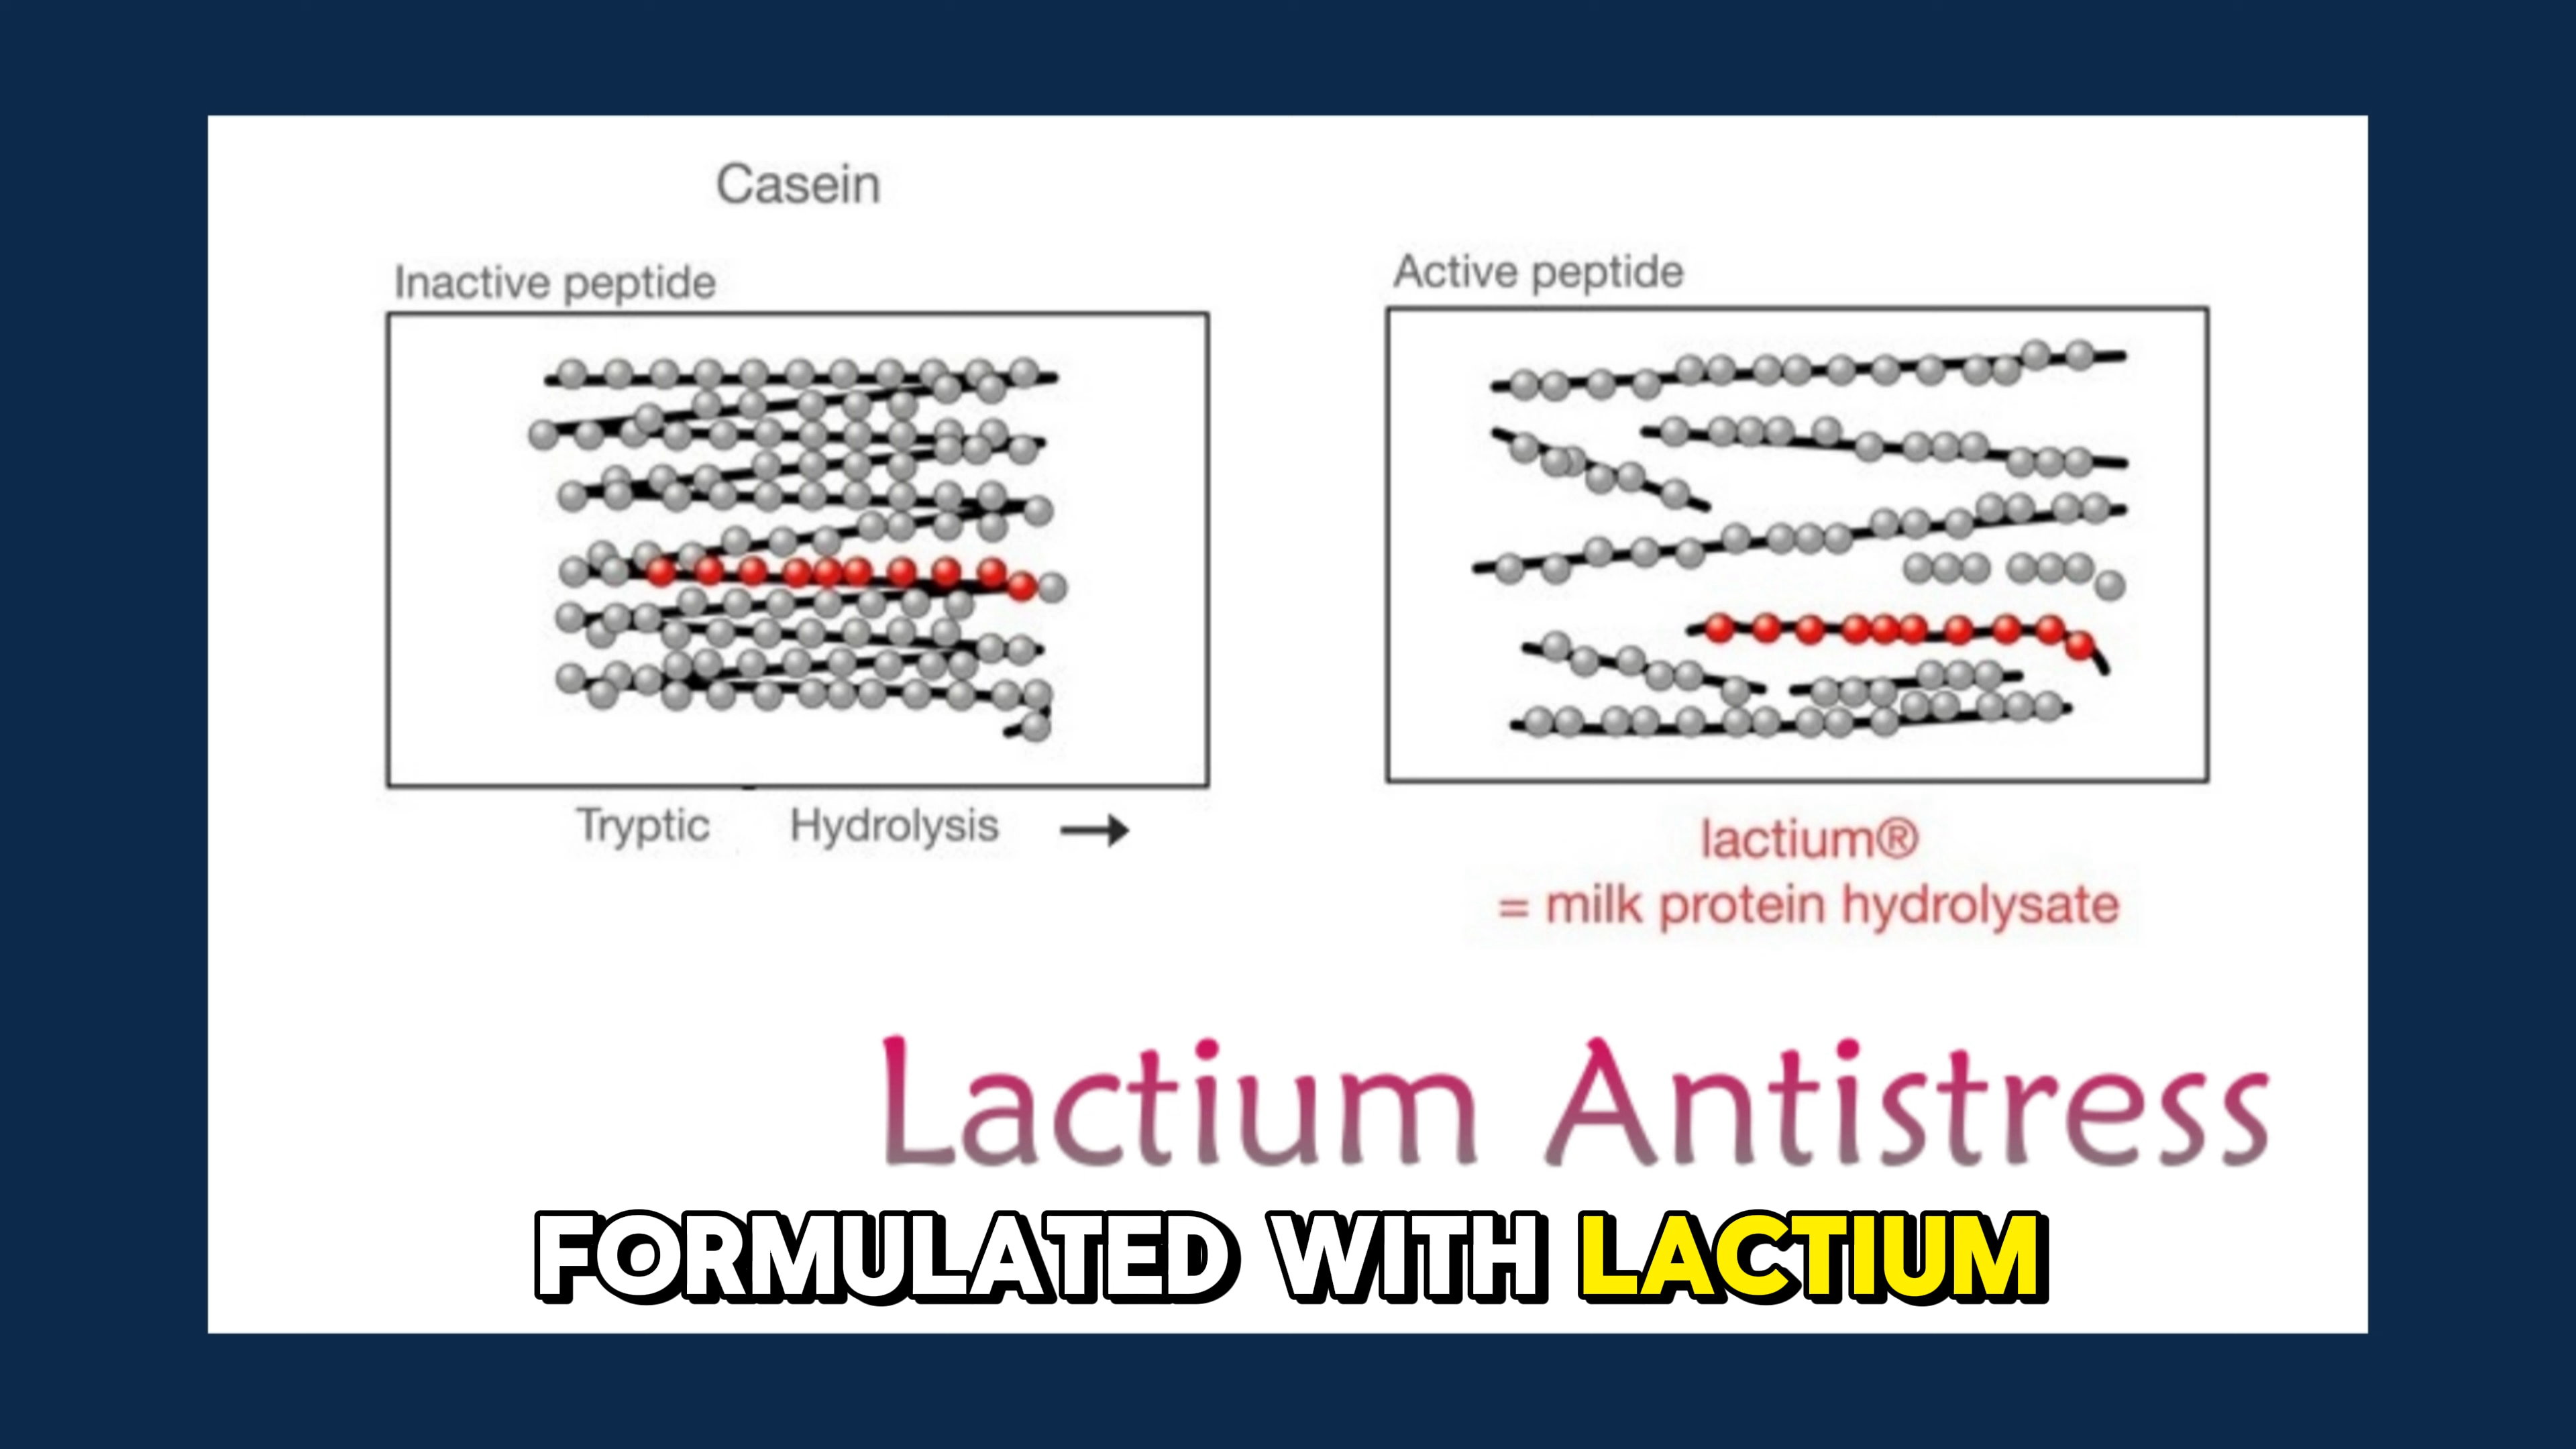 Casein
Inactive peptide
Active peptide
Tryptic Hydrolysis →
lactium®
= milk protein hydrolysate
Lactium Antistress
FORMULATED WITH LACTIUM